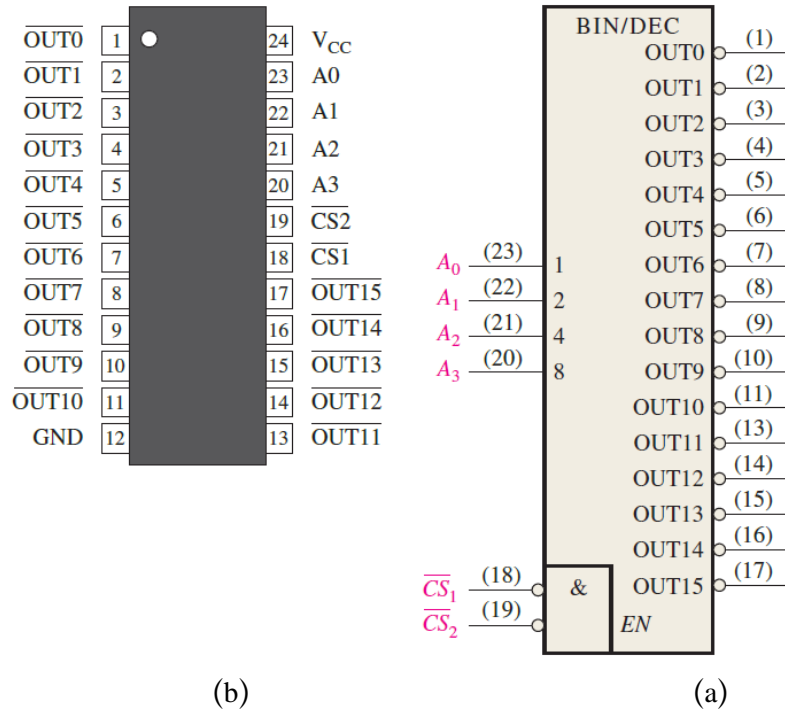 OUT0 1 24 VCC
OUT1 2 23 A0
OUT2 3 22 A1
OUT3 4 21 A2
OUT4 5 20 A3
OUT5 6 19 CS2
OUT6 7 18 CS1
OUT7 8 17 OUT15
OUT8 9 16 OUT14
OUT9 10 15 OUT13
OUT10 11 14 OUT12
GND 12 13 OUT11
(b)
BIN/DEC
OUT0 (1)
OUT1 (2)
OUT2 (3)
OUT3 (4)
OUT4 (5)
OUT5 (6)
A0 (23) 1 OUT6 (7)
A1 (22) 2 OUT7 (8)
A2 (21) 4 OUT8 (9)
A3 (20) 8 OUT9 (10)
OUT10 (11)
OUT11 (13)
OUT12 (14)
OUT13 (15)
OUT14 (16)
CS1 (18) & OUT15 (17)
CS2 (19) EN
(a)